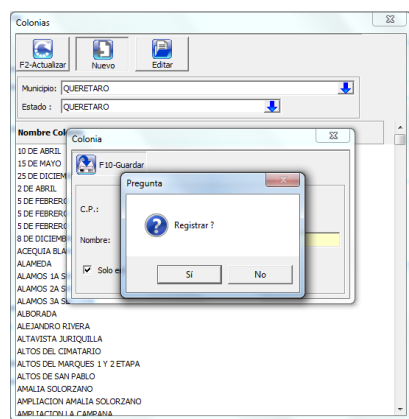 Colonias
F2-Actualizar Nuevo Editar
Municipio: QUERETARO
Estado : QUERETARO
Nombre Col
Colonia
F10-Guardar
Pregunta
C.P.:
Registrar ?
Nombre:
Solo e
Sí No
10 DE ABRIL
15 DE MAYO
25 DE DICIEM
2 DE ABRIL
5 DE FEBRERO
5 DE FEBRERO
5 DE FEBRERO
8 DE DICIEMB
ACEQUIA BLA
ALAMEDA
ALAMOS 1A S
ALAMOS 2A S
ALAMOS 3A SE
ALBORADA
ALEJANDRO RIVERA
ALTAVISTA JURIQUILLA
ALTOS DEL CIMATARIO
ALTOS DEL MARQUES 1 Y 2 ETAPA
ALTOS DE SAN PABLO
AMALIA SOLORZANO
AMPLIACION AMALIA SOLORZANO
AMPLIACION LA CAMPANA